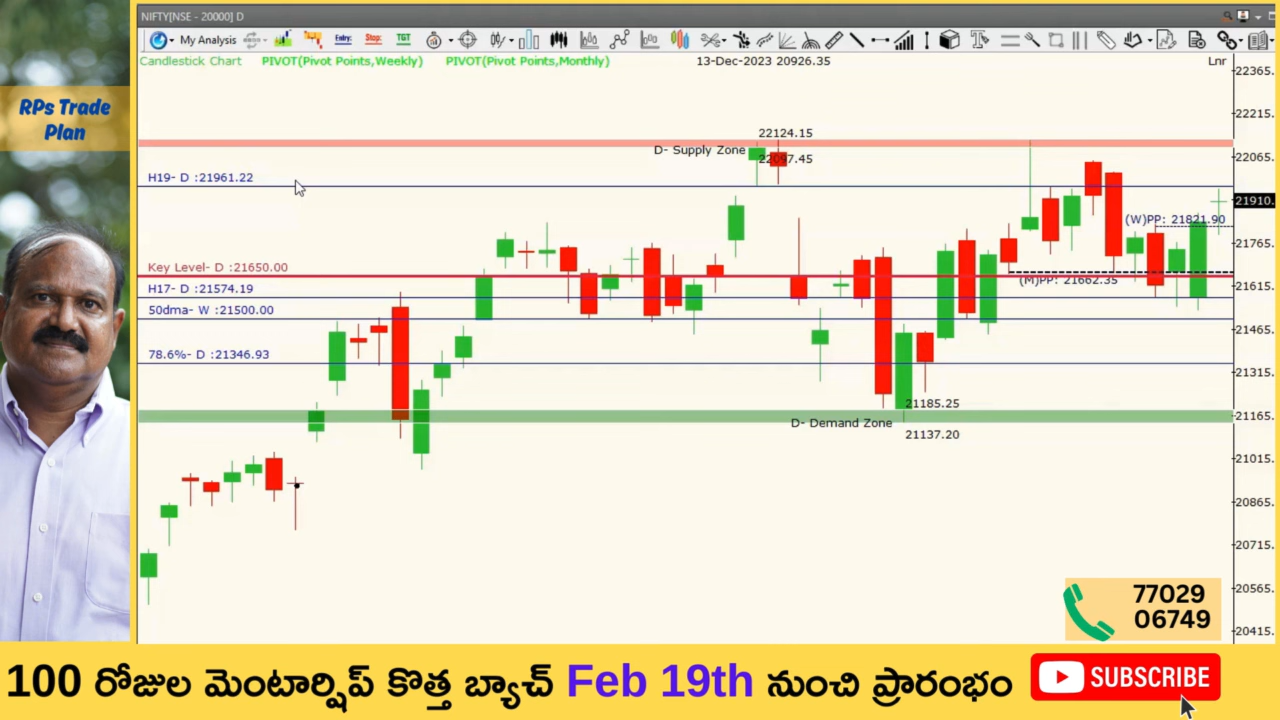 NIFTY[NSE - 20000] D
My Analysis
Entry:
Stop:
TGT
Candlestick Chart
PIVOT(Pivot Points,Weekly)
PIVOT(Pivot Points,Monthly)
13-Dec-2023 20926.35
Lnr
RPs Trade
Plan
22365.
22215.
22065.
21910.
21765.
21615.
21465.
21315.
21165.
21015.
20865.
20715.
20565.
20415.
22124.15
D- Supply Zone
22097.45
H19- D :21961.22
(W)PP: 21821.90
Key Level- D :21650.00
(M)PP: 21662.35
H17- D :21574.19
50dma- W :21500.00
78.6%- D :21346.93
21185.25
D- Demand Zone
21137.20
77029
06749
100 రోజుల మెంటార్షిప్ కొత్త బ్యాచ్ Feb 19th నుంచి ప్రారంభం
SUBSCRIBE